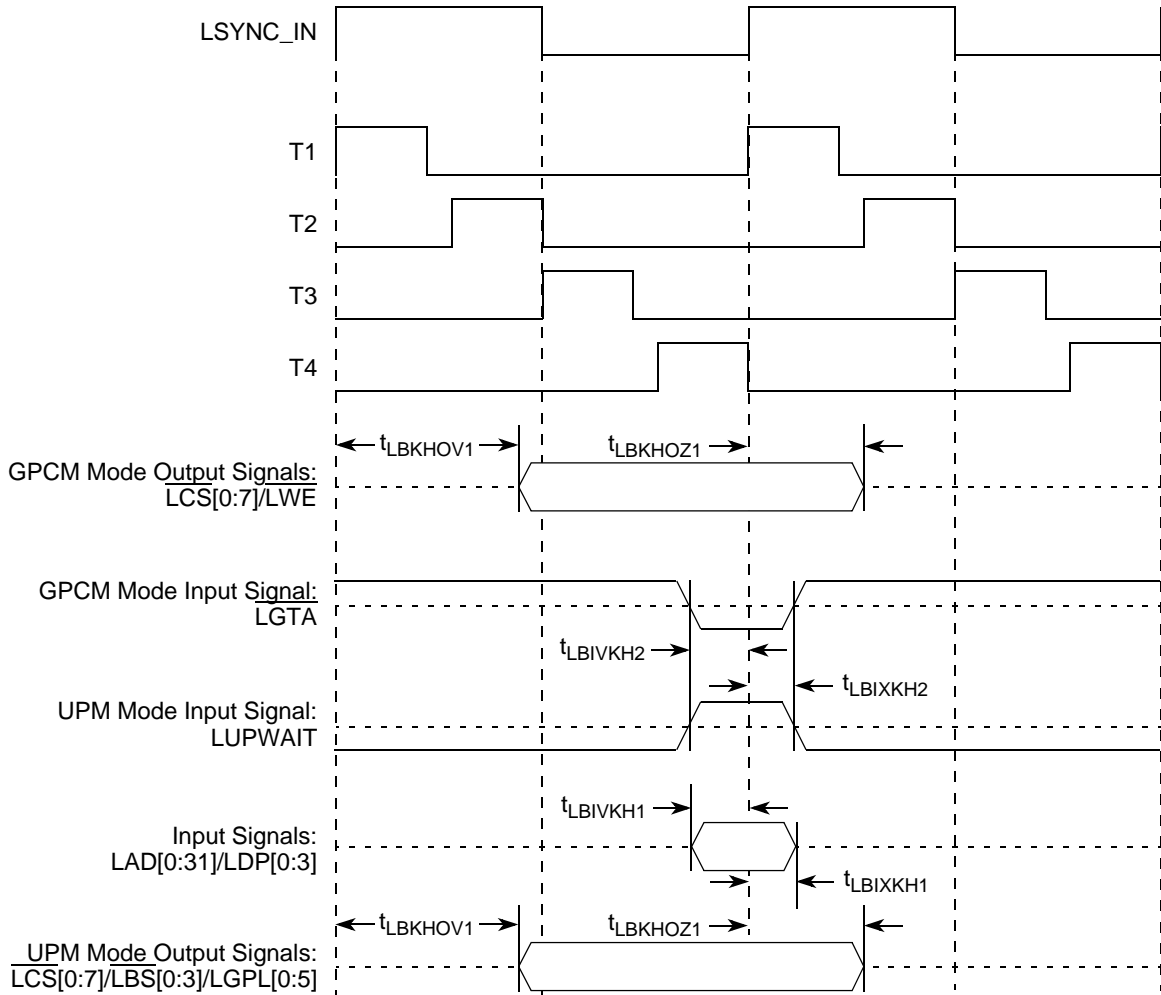 LSYNC_IN
T1
T2
T3
T4
tLBKHOV1
tLBKHOZ1
GPCM Mode Output Signals:
LCS[0:7]/LWE
GPCM Mode Input Signal:
LGTA
tLBIVKH2
tLBIXKH2
UPM Mode Input Signal:
LUPWAIT
tLBIVKH1
Input Signals:
LAD[0:31]/LDP[0:3]
tLBIXKH1
tLBKHOV1
tLBKHOZ1
UPM Mode Output Signals:
LCS[0:7]/LBS[0:3]/LGPL[0:5]